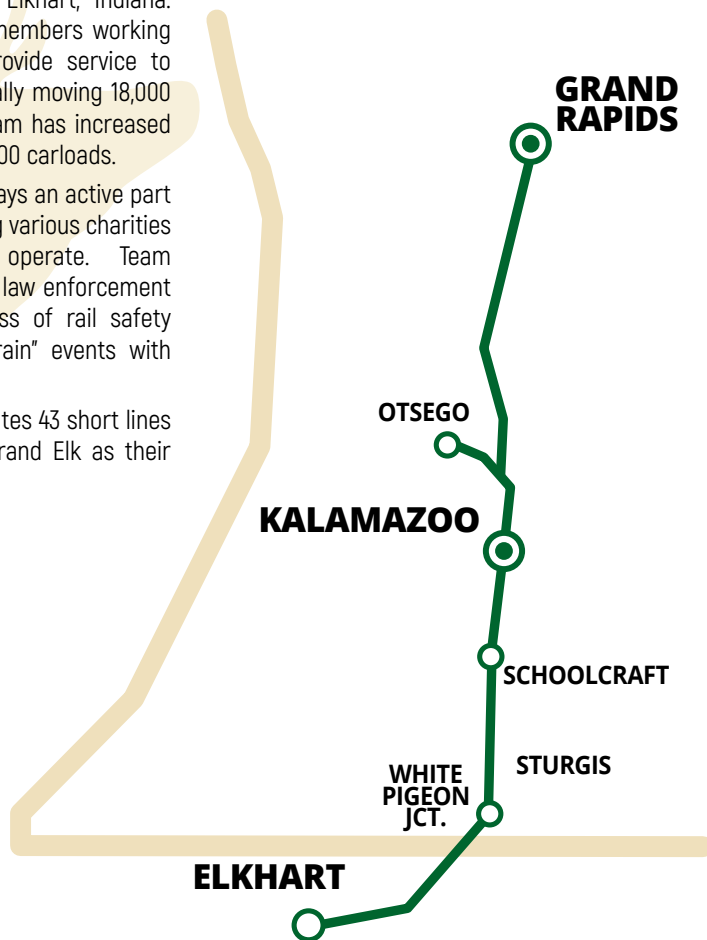 Elkhart, Indiana.
members working
provide service to
ally moving 18,000
am has increased
00 carloads.
ays an active part
g various charities
operate. Team
law enforcement
ss of rail safety
rain" events with
tes 43 short lines
rand Elk as their
GRAND
RAPIDS
OTSEGO
KALAMAZOO
SCHOOLCRAFT
STURGIS
WHITE
PIGEON
JCT.
ELKHART